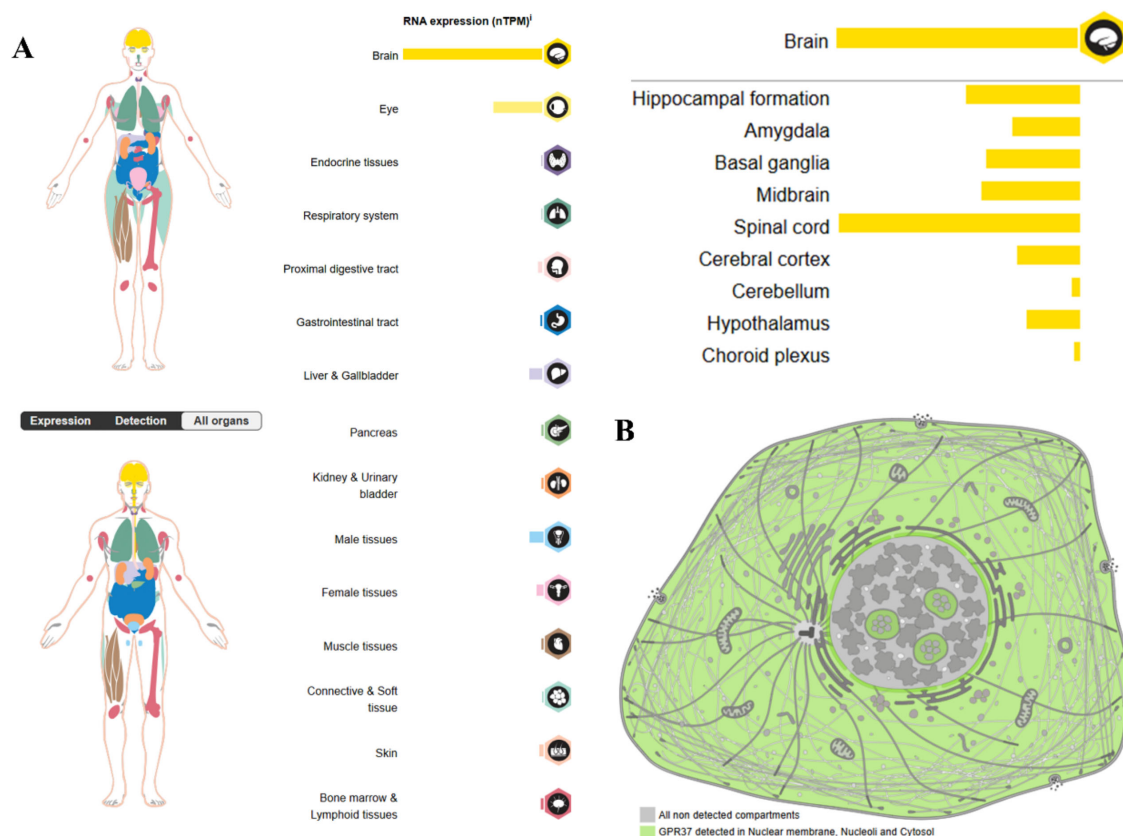 A
RNA expression (nTPM)i
Brain
Eye
Endocrine tissues
Respiratory system
Proximal digestive tract
Gastrointestinal tract
Liver & Gallbladder
Expression Detection All organs
Pancreas
Kidney & Urinary
bladder
Male tissues
Female tissues
Muscle tissues
Connective & Soft
tissue
Skin
Bone marrow &
Lymphoid tissues
Brain
Hippocampal formation
Amygdala
Basal ganglia
Midbrain
Spinal cord
Cerebral cortex
Cerebellum
Hypothalamus
Choroid plexus
B
All non detected compartments
GPR37 detected in Nuclear membrane, Nucleoli and Cytosol